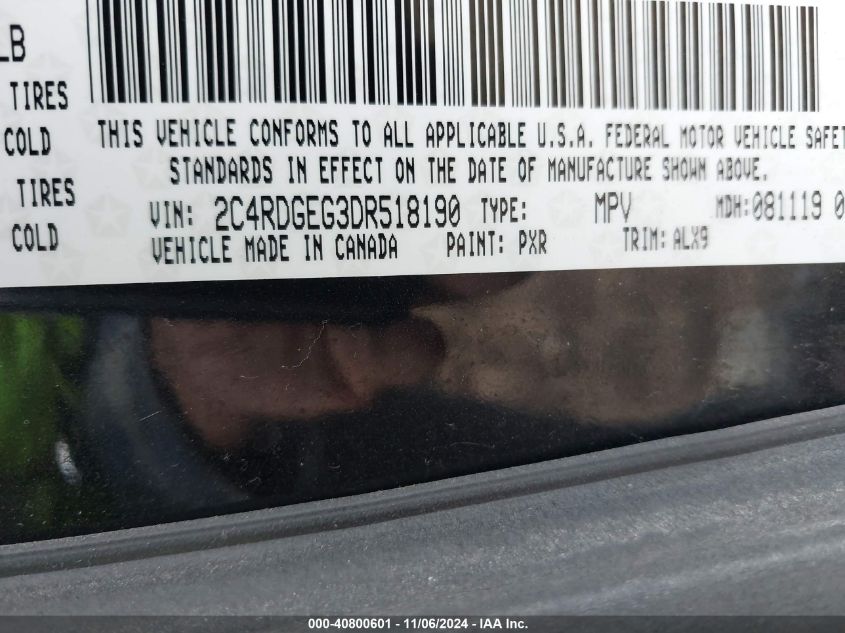 LB
TIRES
COLD
THIS VEHICLE CONFORMS TO ALL APPLICABLE U.S.A. FEDERAL MOTOR VEHICLE SAFET
STANDARDS IN EFFECT ON THE DATE OF MANUFACTURE SHOWN ABOVE.
TIRES
VIN: 2C4RDGEG3DR518190 TYPE: MPV MDH:081119 0
COLD
VEHICLE MADE IN CANADA PAINT: PXR TRIM: ALX9
000-40800601 - 11/06/2024 - IAA Inc.